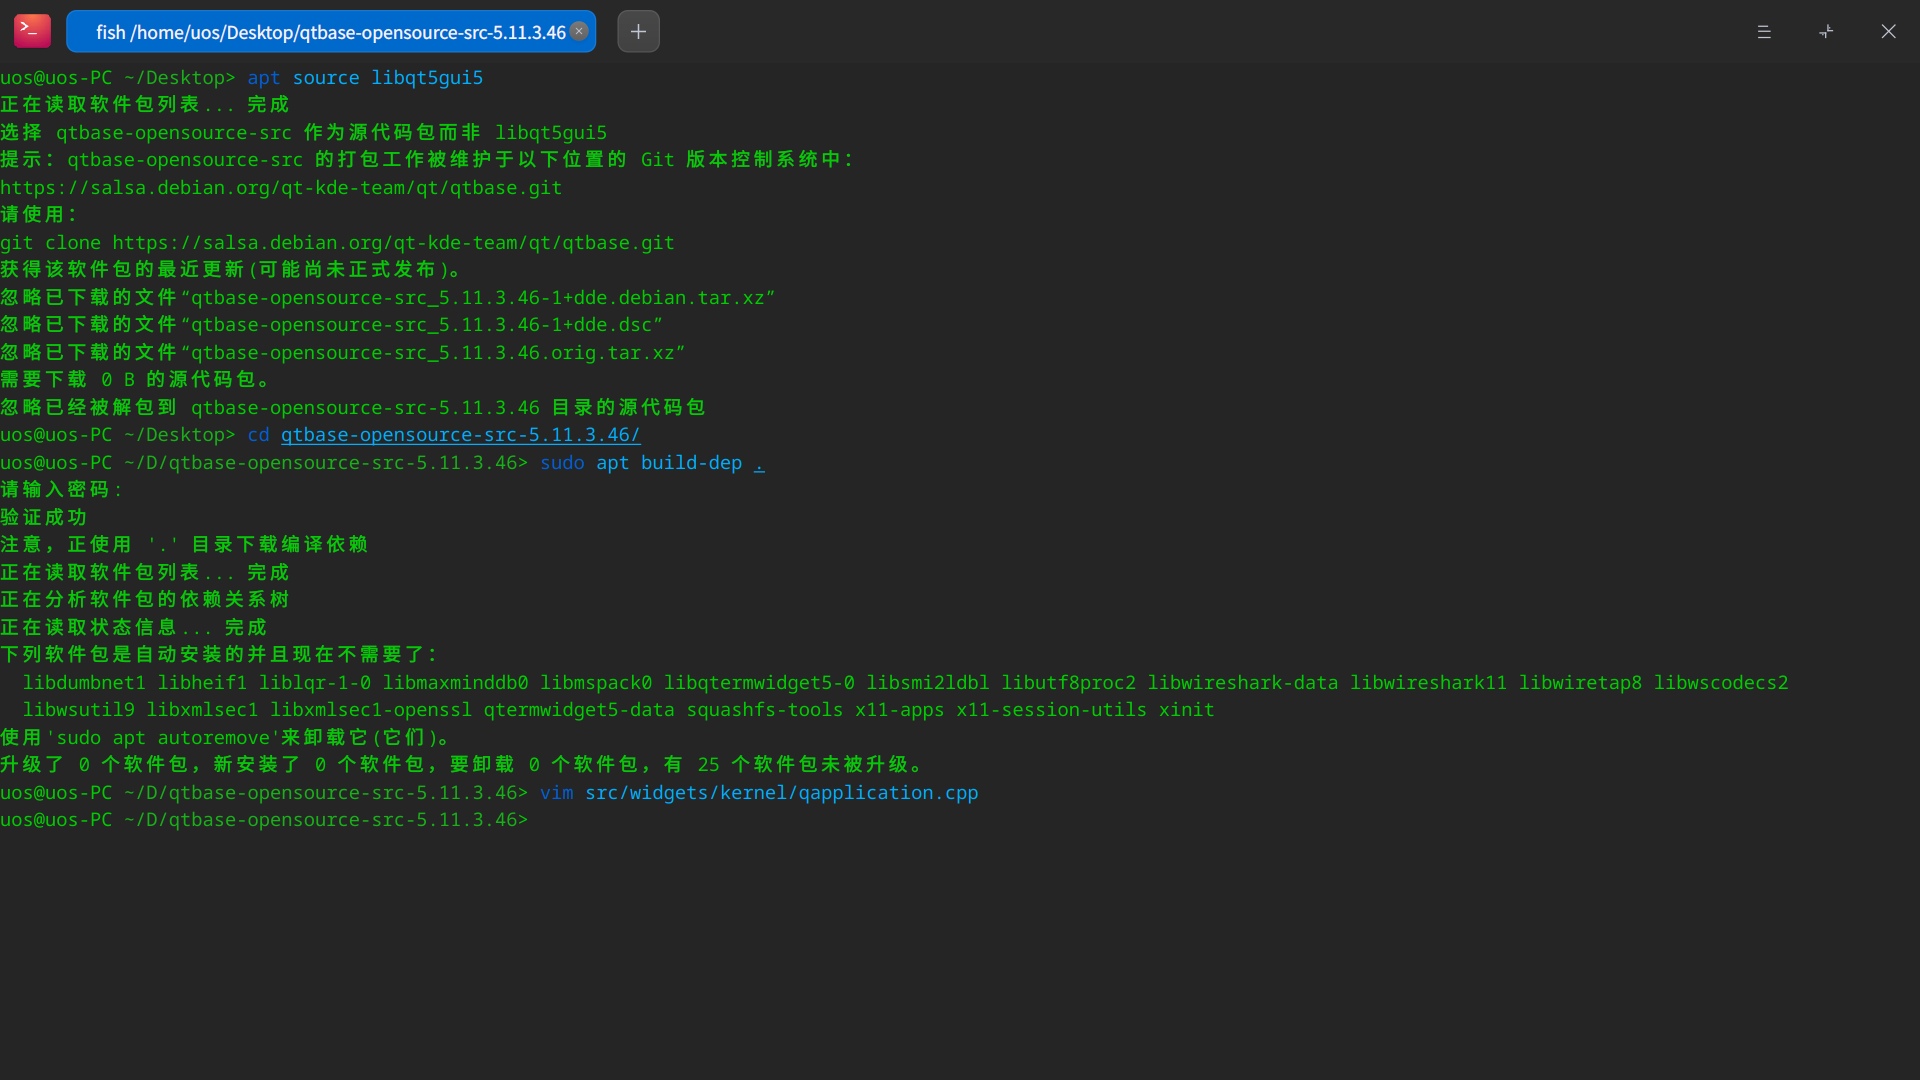 fish /home/uos/Desktop/qtbase-opensource-src-5.11.3.46
uos@uos-PC ~/Desktop> apt source libqt5gui5
正在读取软件包列表... 完成
选择 qtbase-opensource-src 作为源代码包而非 libqt5gui5
提示：qtbase-opensource-src 的打包工作被维护于以下位置的 Git 版本控制系统中：
https://salsa.debian.org/qt-kde-team/qt/qtbase.git
请使用：
git clone https://salsa.debian.org/qt-kde-team/qt/qtbase.git
获得该软件包的最近更新(可能尚未正式发布)。
忽略已下载的文件“qtbase-opensource-src_5.11.3.46-1+dde.debian.tar.xz”
忽略已下载的文件“qtbase-opensource-src_5.11.3.46-1+dde.dsc”
忽略已下载的文件“qtbase-opensource-src_5.11.3.46.orig.tar.xz”
需要下载 0 B 的源代码包。
忽略已经被解包到 qtbase-opensource-src-5.11.3.46 目录的源代码包
uos@uos-PC ~/Desktop> cd qtbase-opensource-src-5.11.3.46/
uos@uos-PC ~/D/qtbase-opensource-src-5.11.3.46> sudo apt build-dep .
请输入密码:
验证成功
注意，正使用 '.' 目录下载编译依赖
正在读取软件包列表... 完成
正在分析软件包的依赖关系树
正在读取状态信息... 完成
下列软件包是自动安装的并且现在不需要了：
  libdumbnet1 libheif1 liblqr-1-0 libmaxminddb0 libmspack0 libqtermwidget5-0 libsmi2ldbl libutf8proc2 libwireshark-data libwireshark11 libwiretap8 libwscodecs2
  libwsutil9 libxmlsec1 libxmlsec1-openssl qtermwidget5-data squashfs-tools x11-apps x11-session-utils xinit
使用'sudo apt autoremove'来卸载它(它们)。
升级了 0 个软件包，新安装了 0 个软件包，要卸载 0 个软件包，有 25 个软件包未被升级。
uos@uos-PC ~/D/qtbase-opensource-src-5.11.3.46> vim src/widgets/kernel/qapplication.cpp
uos@uos-PC ~/D/qtbase-opensource-src-5.11.3.46>